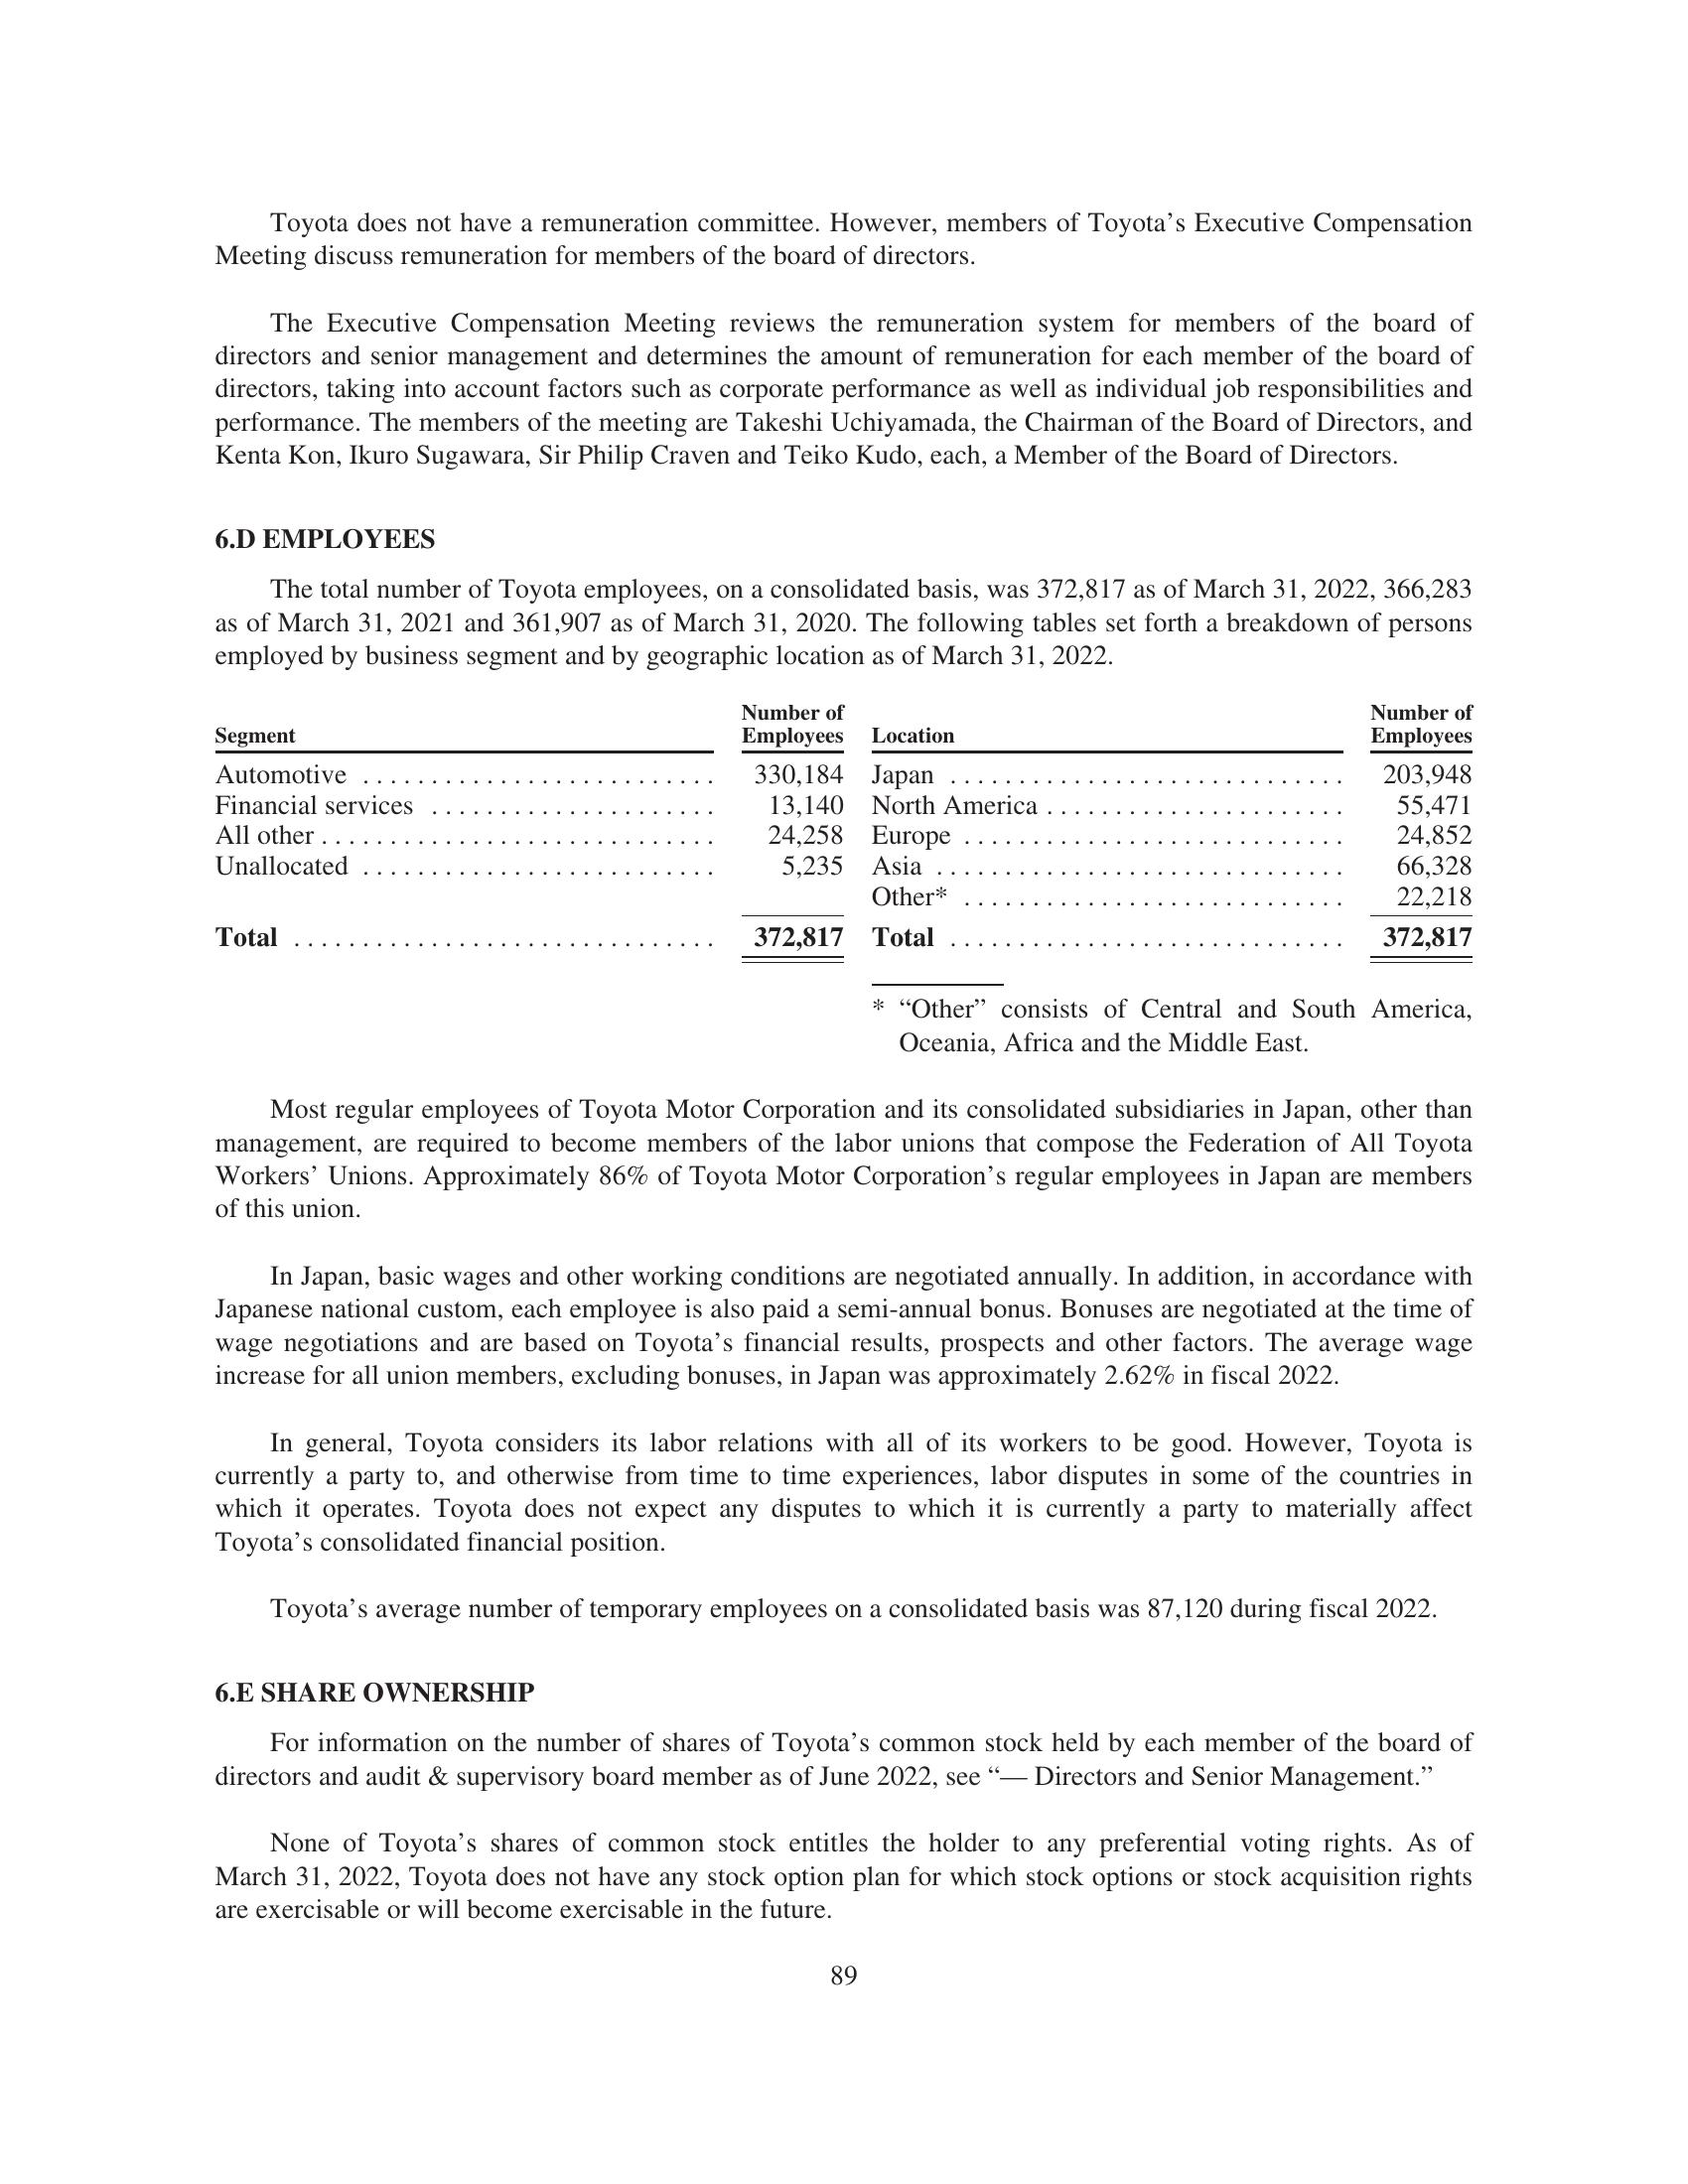 Toyota does not have a remuneration committee. However, members of Toyota’s Executive Compensation
Meeting discuss remuneration for members of the board of directors.
The Executive Compensation Meeting reviews the remuneration system for members of the board of
directors and senior management and determines the amount of remuneration for each member of the board of
directors, taking into account factors such as corporate performance as well as individual job responsibilities and
performance. The members of the meeting are Takeshi Uchiyamada, the Chairman of the Board of Directors, and
Kenta Kon, Ikuro Sugawara, Sir Philip Craven and Teiko Kudo, each, a Member of the Board of Directors.
6.D EMPLOYEES
The total number of Toyota employees, on a consolidated basis, was 372,817 as of March 31, 2022, 366,283
as of March 31, 2021 and 361,907 as of March 31, 2020. The following tables set forth a breakdown of persons
employed by business segment and by geographic location as of March 31, 2022.
Segment Number of Employees
Automotive . . . . . . . . . . . . . . . . . . . . . . . . . . 330,184
Financial services . . . . . . . . . . . . . . . . . . . . . 13,140
All other . . . . . . . . . . . . . . . . . . . . . . . . . . . . . 24,258
Unallocated . . . . . . . . . . . . . . . . . . . . . . . . . . 5,235
Total . . . . . . . . . . . . . . . . . . . . . . . . . . . . . . . 372,817
Location Number of Employees
Japan . . . . . . . . . . . . . . . . . . . . . . . . . . . . . 203,948
North America . . . . . . . . . . . . . . . . . . . . . . 55,471
Europe . . . . . . . . . . . . . . . . . . . . . . . . . . . . 24,852
Asia . . . . . . . . . . . . . . . . . . . . . . . . . . . . . . 66,328
Other* . . . . . . . . . . . . . . . . . . . . . . . . . . . . 22,218
Total . . . . . . . . . . . . . . . . . . . . . . . . . . . . . 372,817
* “Other” consists of Central and South America,
Oceania, Africa and the Middle East.
Most regular employees of Toyota Motor Corporation and its consolidated subsidiaries in Japan, other than
management, are required to become members of the labor unions that compose the Federation of All Toyota
Workers’ Unions. Approximately 86% of Toyota Motor Corporation’s regular employees in Japan are members
of this union.
In Japan, basic wages and other working conditions are negotiated annually. In addition, in accordance with
Japanese national custom, each employee is also paid a semi-annual bonus. Bonuses are negotiated at the time of
wage negotiations and are based on Toyota’s financial results, prospects and other factors. The average wage
increase for all union members, excluding bonuses, in Japan was approximately 2.62% in fiscal 2022.
In general, Toyota considers its labor relations with all of its workers to be good. However, Toyota is
currently a party to, and otherwise from time to time experiences, labor disputes in some of the countries in
which it operates. Toyota does not expect any disputes to which it is currently a party to materially affect
Toyota’s consolidated financial position.
Toyota’s average number of temporary employees on a consolidated basis was 87,120 during fiscal 2022.
6.E SHARE OWNERSHIP
For information on the number of shares of Toyota’s common stock held by each member of the board of
directors and audit & supervisory board member as of June 2022, see “— Directors and Senior Management.”
None of Toyota’s shares of common stock entitles the holder to any preferential voting rights. As of
March 31, 2022, Toyota does not have any stock option plan for which stock options or stock acquisition rights
are exercisable or will become exercisable in the future.
89